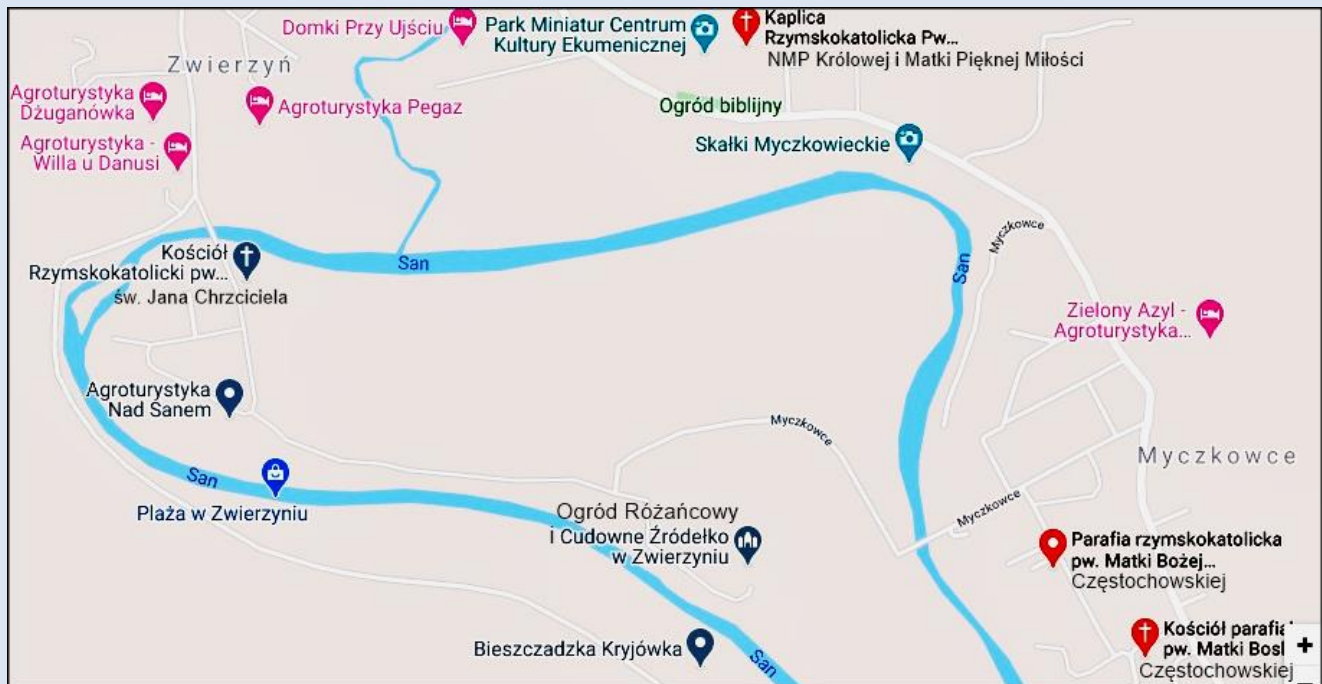 Domki Przy Ujściu
Park Miniatur Centrum
Kultury Ekumenicznej
Kaplica
Rzymskokatolicka Pw...
NMP Królowej i Matki Pięknej Miłości
Zwierzyń
Agroturystyka
Dżuganówka
Agroturystyka Pegaz
Ogród biblijny
Agroturystyka -
Willa u Danusi
Skałki Myczkowieckie
Myczkowce
Kościół
Rzymskokatolicki pw...
św. Jana Chrzciciela
San
San
Zielony Azyl -
Agroturystyka...
Agroturystyka
Nad Sanem
Myczkowce
Myczkowce
San
Plaża w Zwierzyniu
Myczkowce
Ogród Różańcowy
i Cudowne Źródełko
w Zwierzyniu
Parafia rzymskokatolicka
pw. Matki Bożej...
Częstochowskiej
Bieszczadzka Kryjówka
San
Kościół parafial
pw. Matki Bosl
Częstochowskiej
+